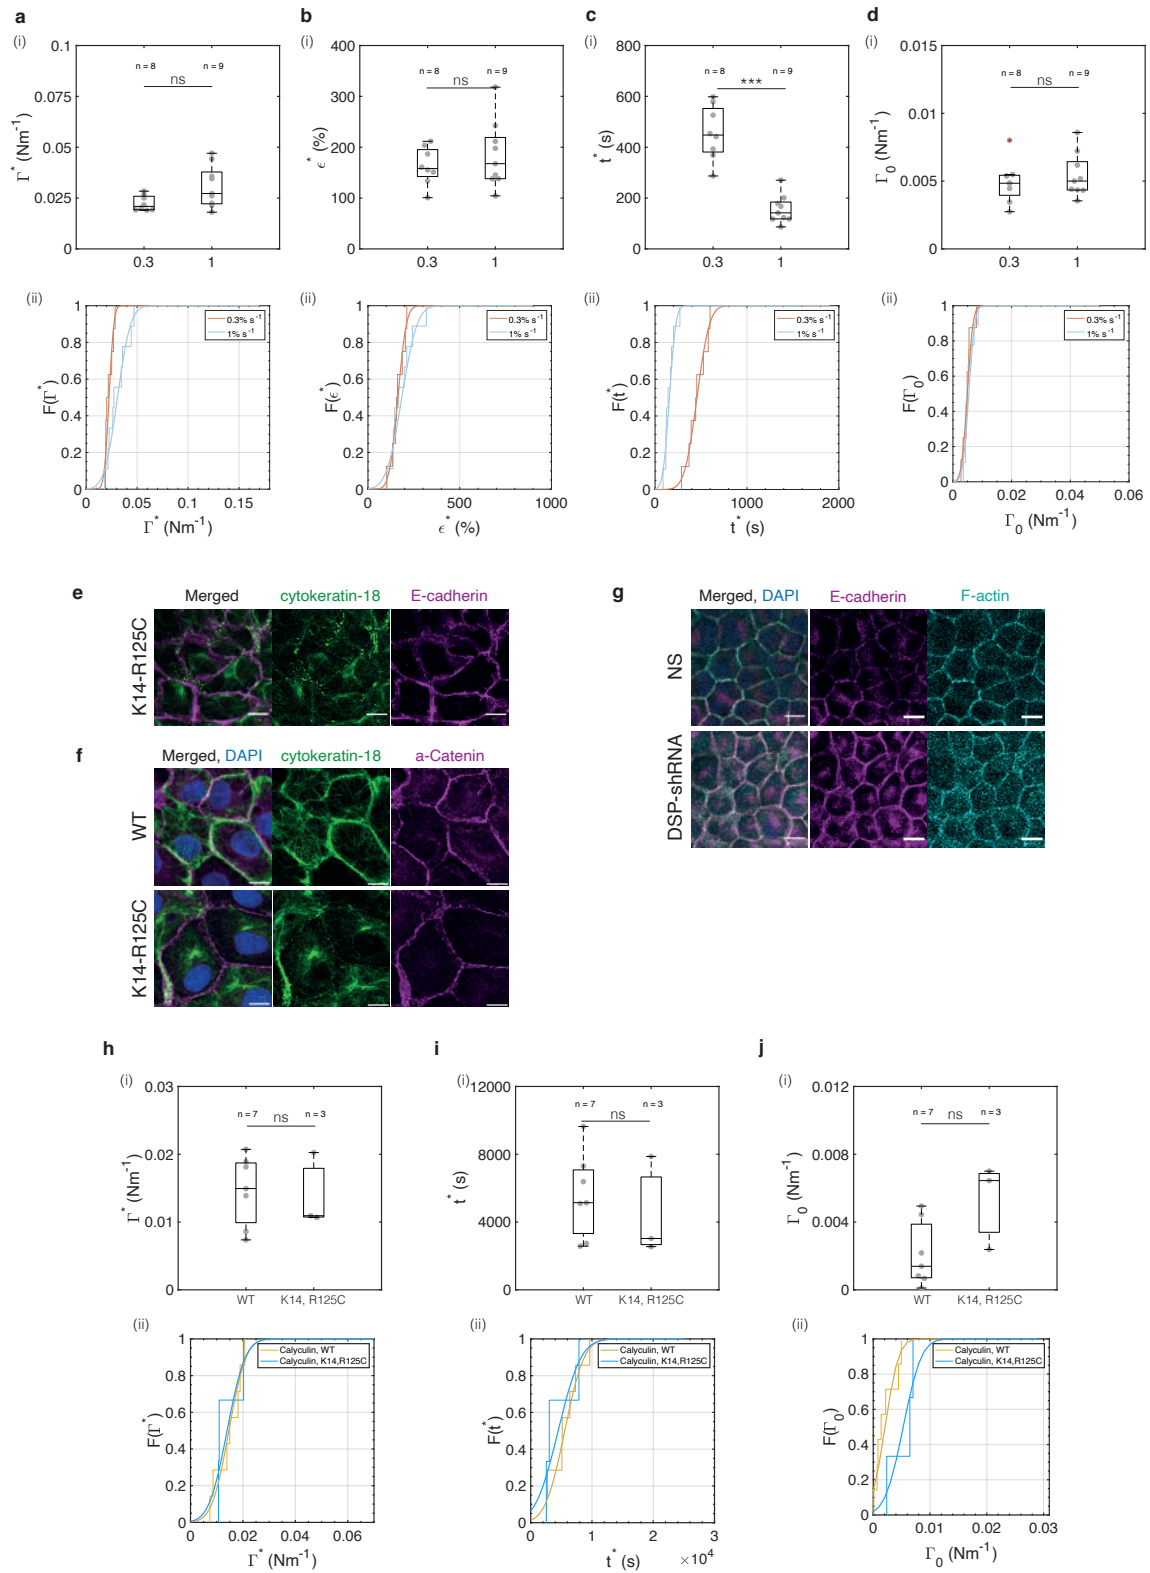 a
(i)
0.1
0.075
0.05
0.025
0
Γ* (Nm⁻¹)
n = 8
n = 9
ns
0.3
1
b
(i)
400
300
200
100
0
ϵ* (%)
n = 8
n = 9
ns
0.3
1
c
(i)
800
600
400
200
0
t* (s)
n = 8
n = 9
***
0.3
1
d
(i)
0.015
0.01
0.005
0
Γ₀ (Nm⁻¹)
n = 8
n = 9
ns
0.3
1
(ii)
1
0.8
0.6
0.4
0.2
0
F(Γ*)
0.3% s⁻¹
1% s⁻¹
0
0.05
0.1
0.15
Γ* (Nm⁻¹)
(ii)
1
0.8
0.6
0.4
0.2
0
F(ϵ*)
0.3% s⁻¹
1% s⁻¹
0
500
1000
ϵ* (%)
(ii)
1
0.8
0.6
0.4
0.2
0
F(t*)
0.3% s⁻¹
1% s⁻¹
0
1000
2000
t* (s)
(ii)
1
0.8
0.6
0.4
0.2
0
F(Γ₀)
0.3% s⁻¹
1% s⁻¹
0
0.02
0.04
0.06
Γ₀ (Nm⁻¹)
e
Merged
cytokeratin-18
E-cadherin
K14-R125C
f
Merged, DAPI
cytokeratin-18
a-Catenin
WT
K14-R125C
g
Merged, DAPI
E-cadherin
F-actin
NS
DSP-shRNA
h
(i)
0.03
0.02
0.01
0
Γ* (Nm⁻¹)
n = 7
n = 3
ns
WT
K14, R125C
i
(i)
12000
8000
4000
0
t* (s)
n = 7
n = 3
ns
WT
K14, R125C
j
(i)
0.012
0.008
0.004
0
Γ₀ (Nm⁻¹)
n = 7
n = 3
ns
WT
K14, R125C
(ii)
1
0.8
0.6
0.4
0.2
0
F(Γ*)
Calyculin, WT
Calyculin, K14,R125C
0
0.02
0.04
0.06
Γ* (Nm⁻¹)
(ii)
1
0.8
0.6
0.4
0.2
0
F(t*)
Calyculin, WT
Calyculin, K14,R125C
0
1
2
3
×10⁴
t* (s)
(ii)
1
0.8
0.6
0.4
0.2
0
F(Γ₀)
Calyculin, WT
Calyculin, K14,R125C
0
0.01
0.02
0.03
Γ₀ (Nm⁻¹)